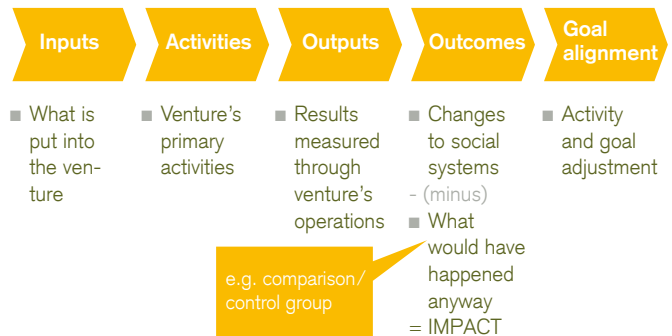 Inputs
Activities
Outputs
Outcomes
Goal
alignment
■ What is
put into
the ven-
ture
■ Venture's
primary
activities
■ Results
measured
through
venture's
operations
■ Changes
to social
systems
- (minus)
■ What
would have
happened
anyway
= IMPACT
■ Activity
and goal
adjustment
e.g. comparison/
control group